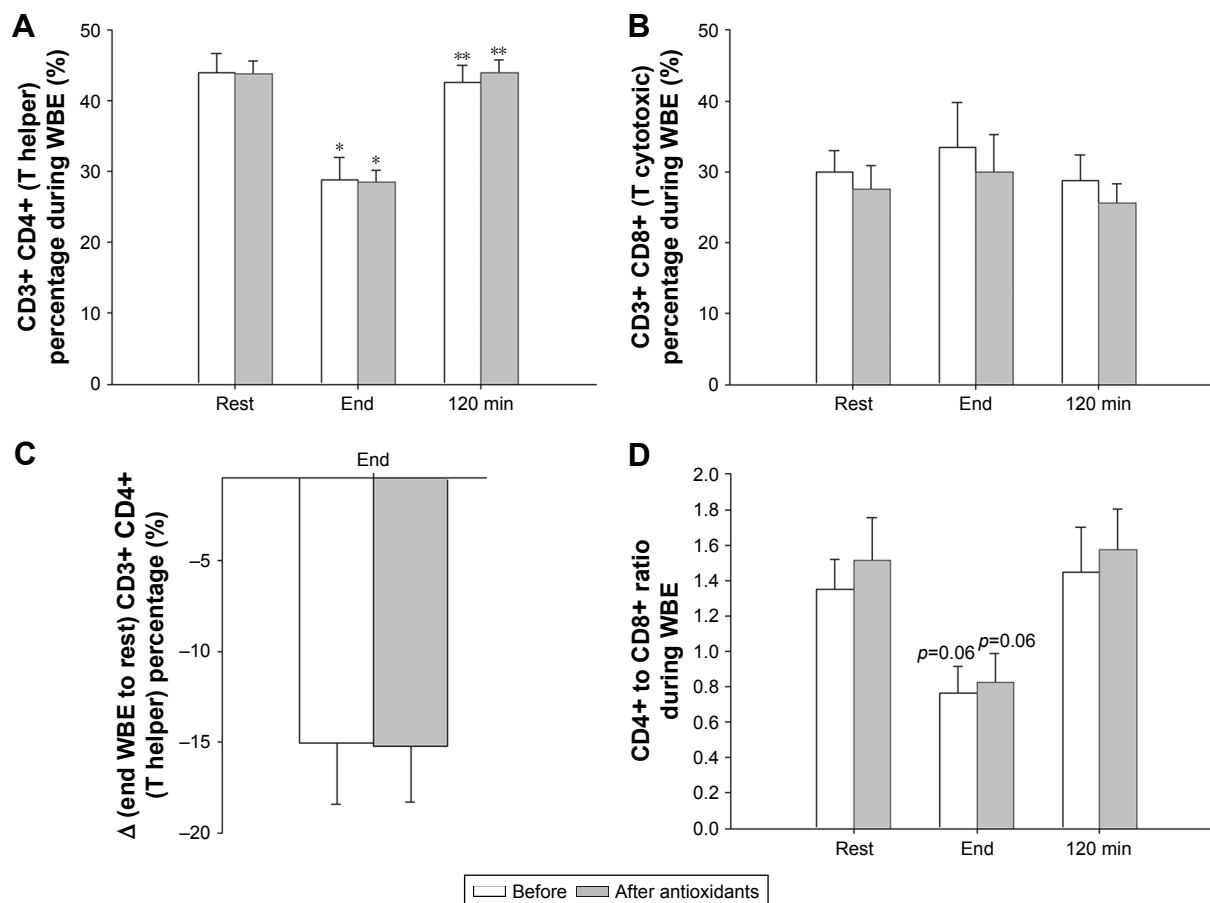 A
50
40
30
40
40
0
CD3+ CD4+ (T helper)
percentage during WBE (%)
*
*
**
**
Rest
End
120 min
B
50
40
30
20
10
0
CD3+ CD8+ (T cytotoxic)
percentage during WBE (%)
Rest
End
120 min
C
End
–5
–10
–15
–20
Δ (end WBE to rest) CD3+ CD4+
(T helper) percentage (%)
D
2.0
1.8
1.6
1.4
1.2
1.0
0.8
0.6
0.4
0.2
0.0
CD4+ to CD8+ ratio
during WBE
p=0.06
p=0.06
Rest
End
120 min
Before
After antioxidants